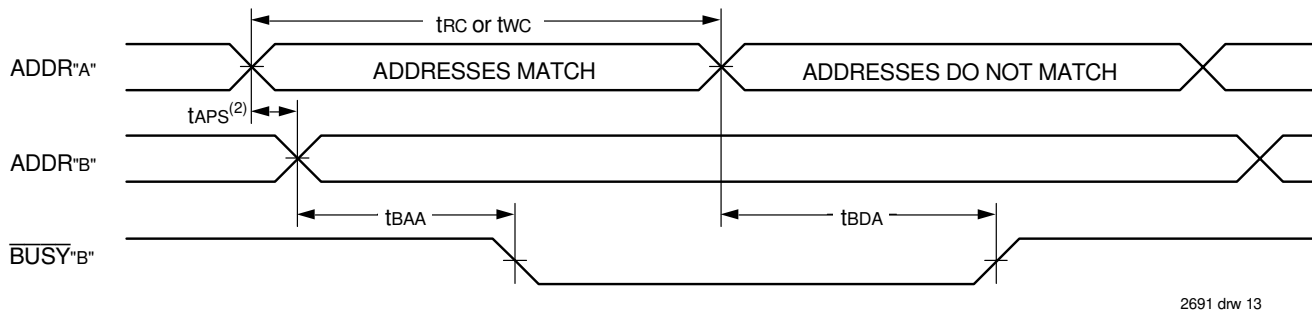 tRC or tWC
ADDR"A"
ADDRESSES MATCH
ADDRESSES DO NOT MATCH
tAPS(2)
ADDR"B"
tBAA
tBDA
BUSY"B"
2691 drw 13